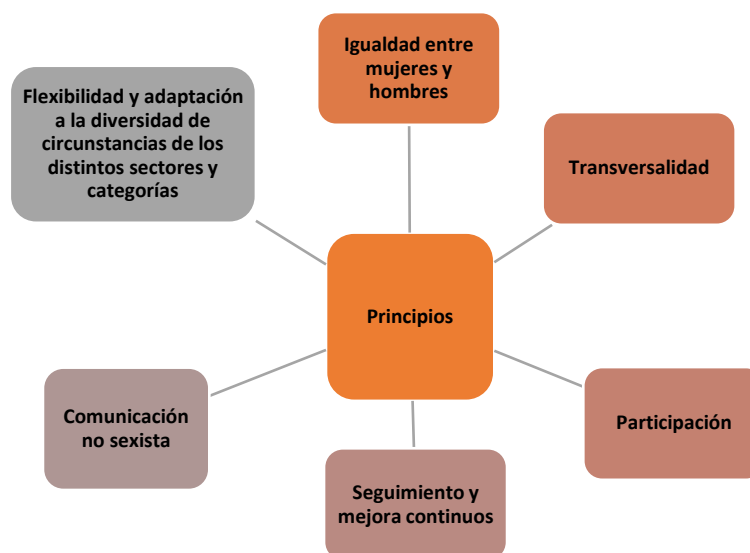 Igualdad entre
mujeres y
hombres
Flexibilidad y adaptación
a la diversidad de
circunstancias de los
distintos sectores y
categorías
Transversalidad
Principios
Comunicación
no sexista
Participación
Seguimiento y
mejora continuos